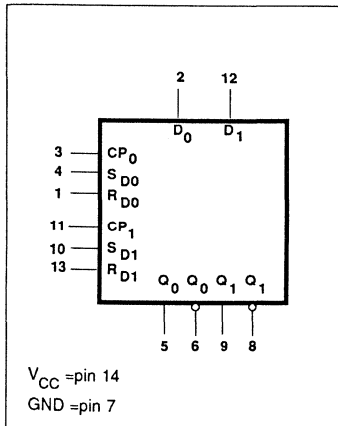 2 12
D0 D1
3 CP0
4 SD0
1 RD0
11 CP1
10 SD1
13 RD1
Q0 Q0 Q1 Q1
5 6 9 8
VCC =pin 14
GND =pin 7